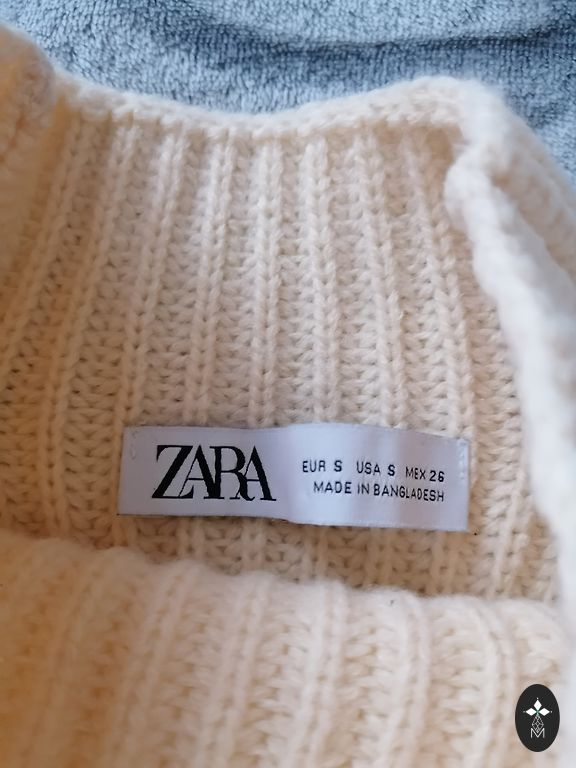 ZARA
EUR S USA S MEX 26
MADE IN BANGLADESH